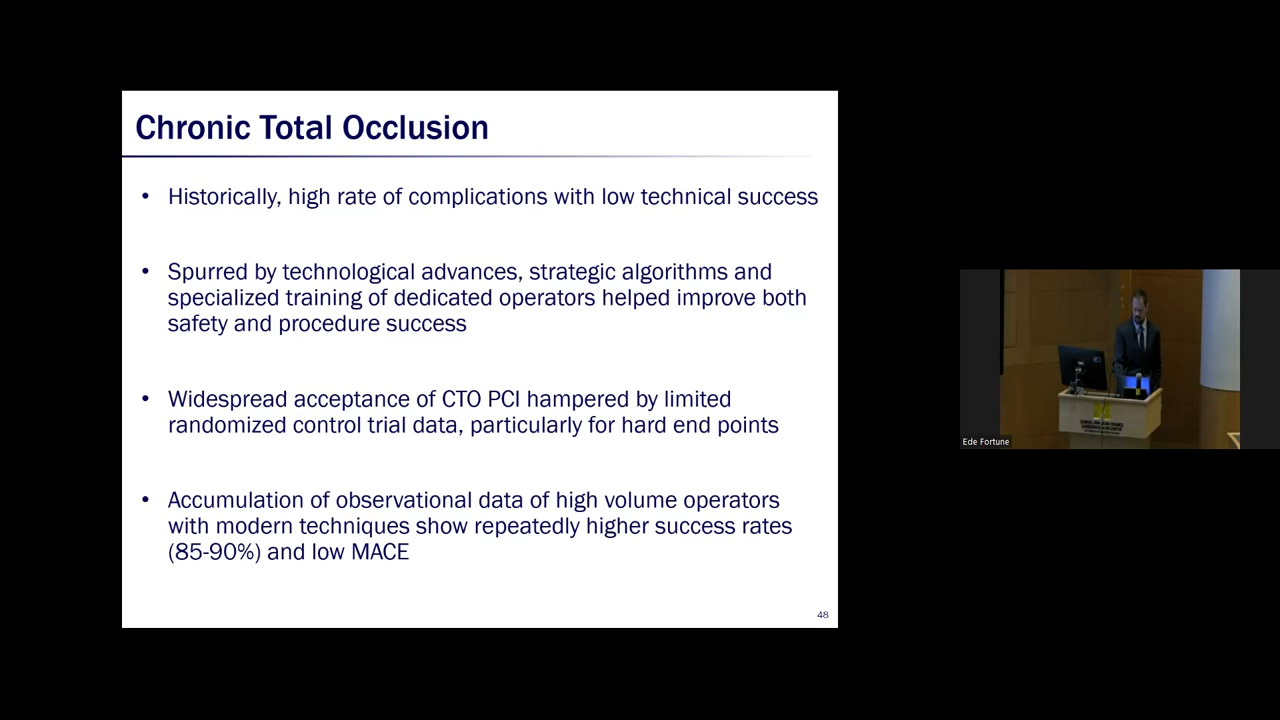 Chronic Total Occlusion
• Historically, high rate of complications with low technical success
• Spurred by technological advances, strategic algorithms and
specialized training of dedicated operators helped improve both
safety and procedure success
• Widespread acceptance of CTO PCI hampered by limited
randomized control trial data, particularly for hard end points
• Accumulation of observational data of high volume operators
with modern techniques show repeatedly higher success rates
(85-90%) and low MACE
48
Ede Fortune